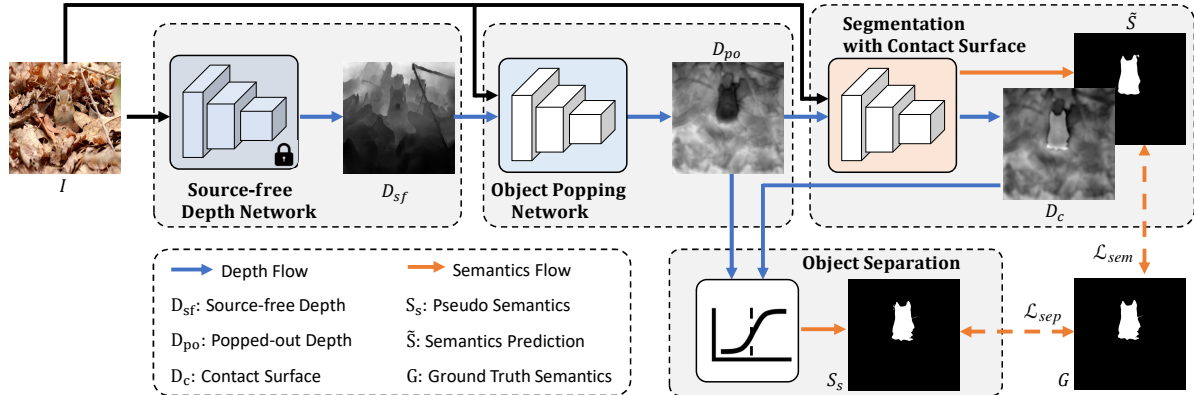 Segmentation
with Contact Surface
S̃
D_po
I
Source-free
Depth Network
D_sf
Object Popping
Network
D_c
Depth Flow
Semantics Flow
D_sf: Source-free Depth
S_s: Pseudo Semantics
D_po: Popped-out Depth
S̃: Semantics Prediction
D_c: Contact Surface
G: Ground Truth Semantics
Object Separation
ℒ_sem
ℒ_sep
S_s
G